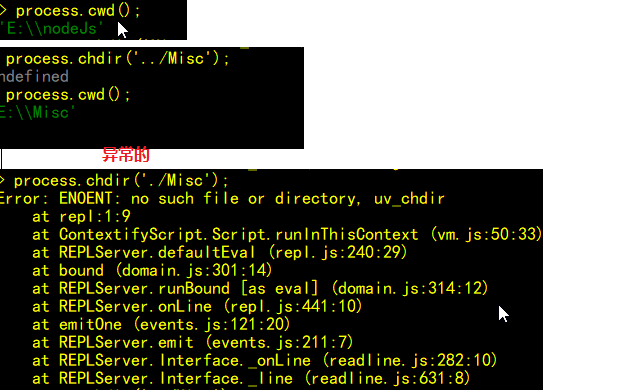 > process.cwd();
'E:\\nodeJs'
process.chdir('../Misc');
ndefined
process.cwd();
E:\\Misc'
异常的
> process.chdir('./Misc');
Error: ENOENT: no such file or directory, uv_chdir
at repl:1:9
at ContextifyScript.Script.runInThisContext (vm.js:50:33)
at REPLServer.defaultEval (repl.js:240:29)
at bound (domain.js:301:14)
at REPLServer.runBound [as eval] (domain.js:314:12)
at REPLServer.onLine (repl.js:441:10)
at emitOne (events.js:121:20)
at REPLServer.emit (events.js:211:7)
at REPLServer.Interface._onLine (readline.js:282:10)
at REPLServer.Interface._line (readline.js:631:8)